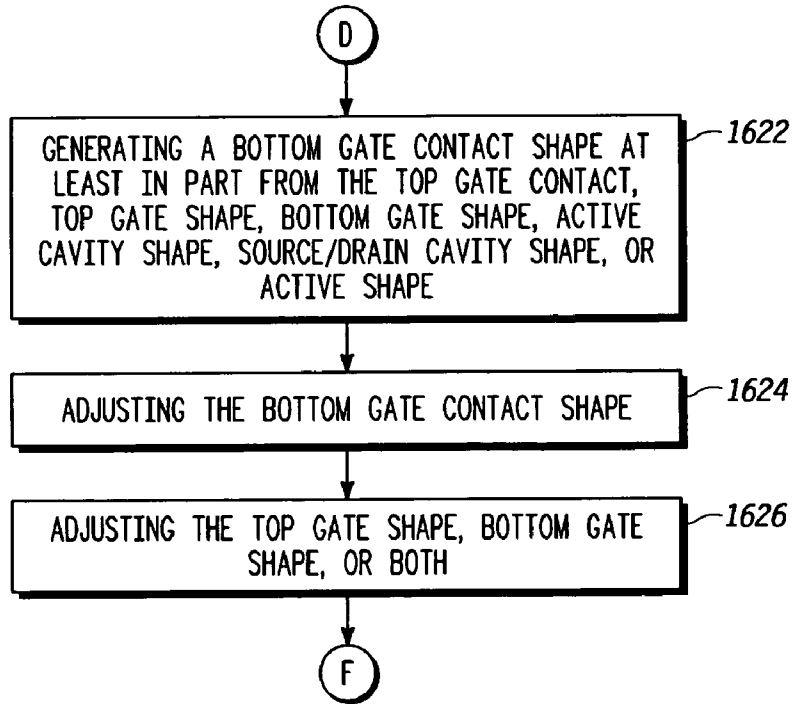 D
GENERATING A BOTTOM GATE CONTACT SHAPE AT
LEAST IN PART FROM THE TOP GATE CONTACT,
TOP GATE SHAPE, BOTTOM GATE SHAPE, ACTIVE
CAVITY SHAPE, SOURCE/DRAIN CAVITY SHAPE, OR
ACTIVE SHAPE
1622
ADJUSTING THE BOTTOM GATE CONTACT SHAPE
1624
ADJUSTING THE TOP GATE SHAPE, BOTTOM GATE
SHAPE, OR BOTH
1626
F